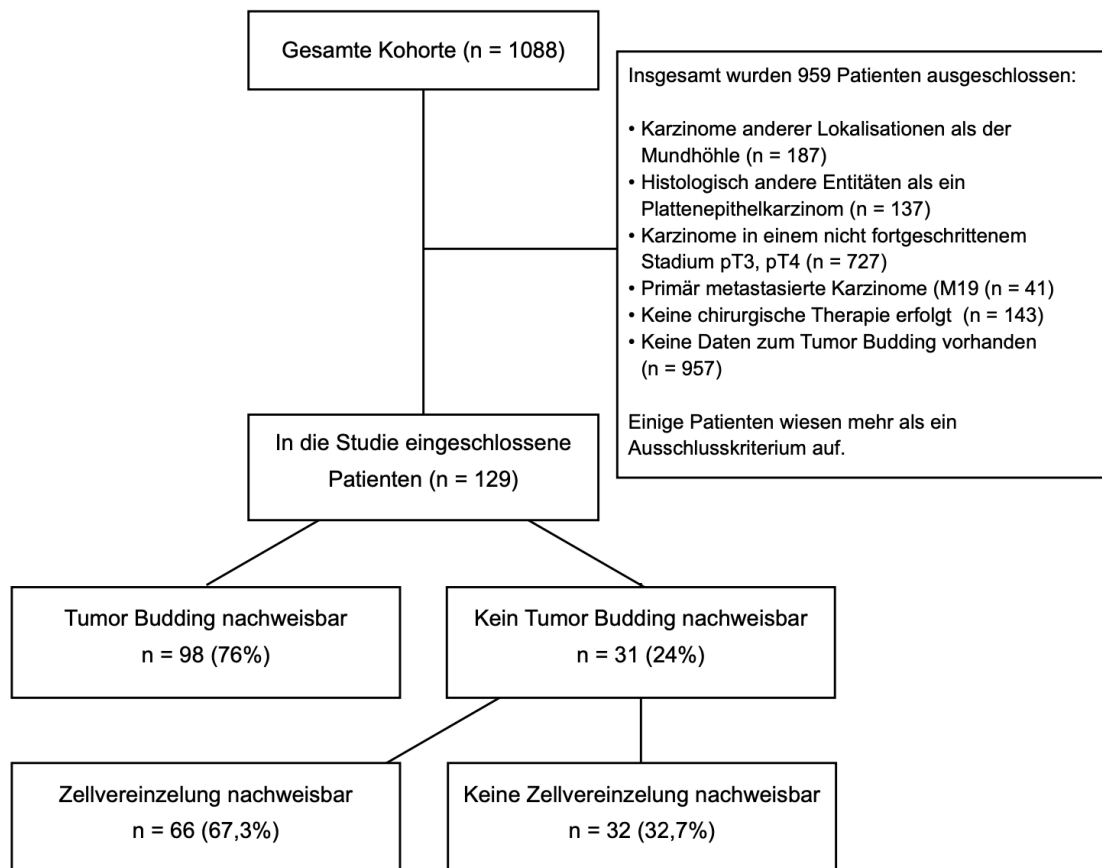 Gesamte Kohorte (n = 1088)
Insgesamt wurden 959 Patienten ausgeschlossen:
• Karzinome anderer Lokalisationen als der
Mundhöhle (n = 187)
• Histologisch andere Entitäten als ein
Plattenepithelkarzinom (n = 137)
• Karzinome in einem nicht fortgeschrittenem
Stadium pT3, pT4 (n = 727)
• Primär metastasierte Karzinome (M19 (n = 41)
• Keine chirurgische Therapie erfolgt (n = 143)
• Keine Daten zum Tumor Budding vorhanden
(n = 957)
Einige Patienten wiesen mehr als ein
Ausschlusskriterium auf.
In die Studie eingeschlossene
Patienten (n = 129)
Tumor Budding nachweisbar
n = 98 (76%)
Kein Tumor Budding nachweisbar
n = 31 (24%)
Zellvereinzelung nachweisbar
n = 66 (67,3%)
Keine Zellvereinzelung nachweisbar
n = 32 (32,7%)